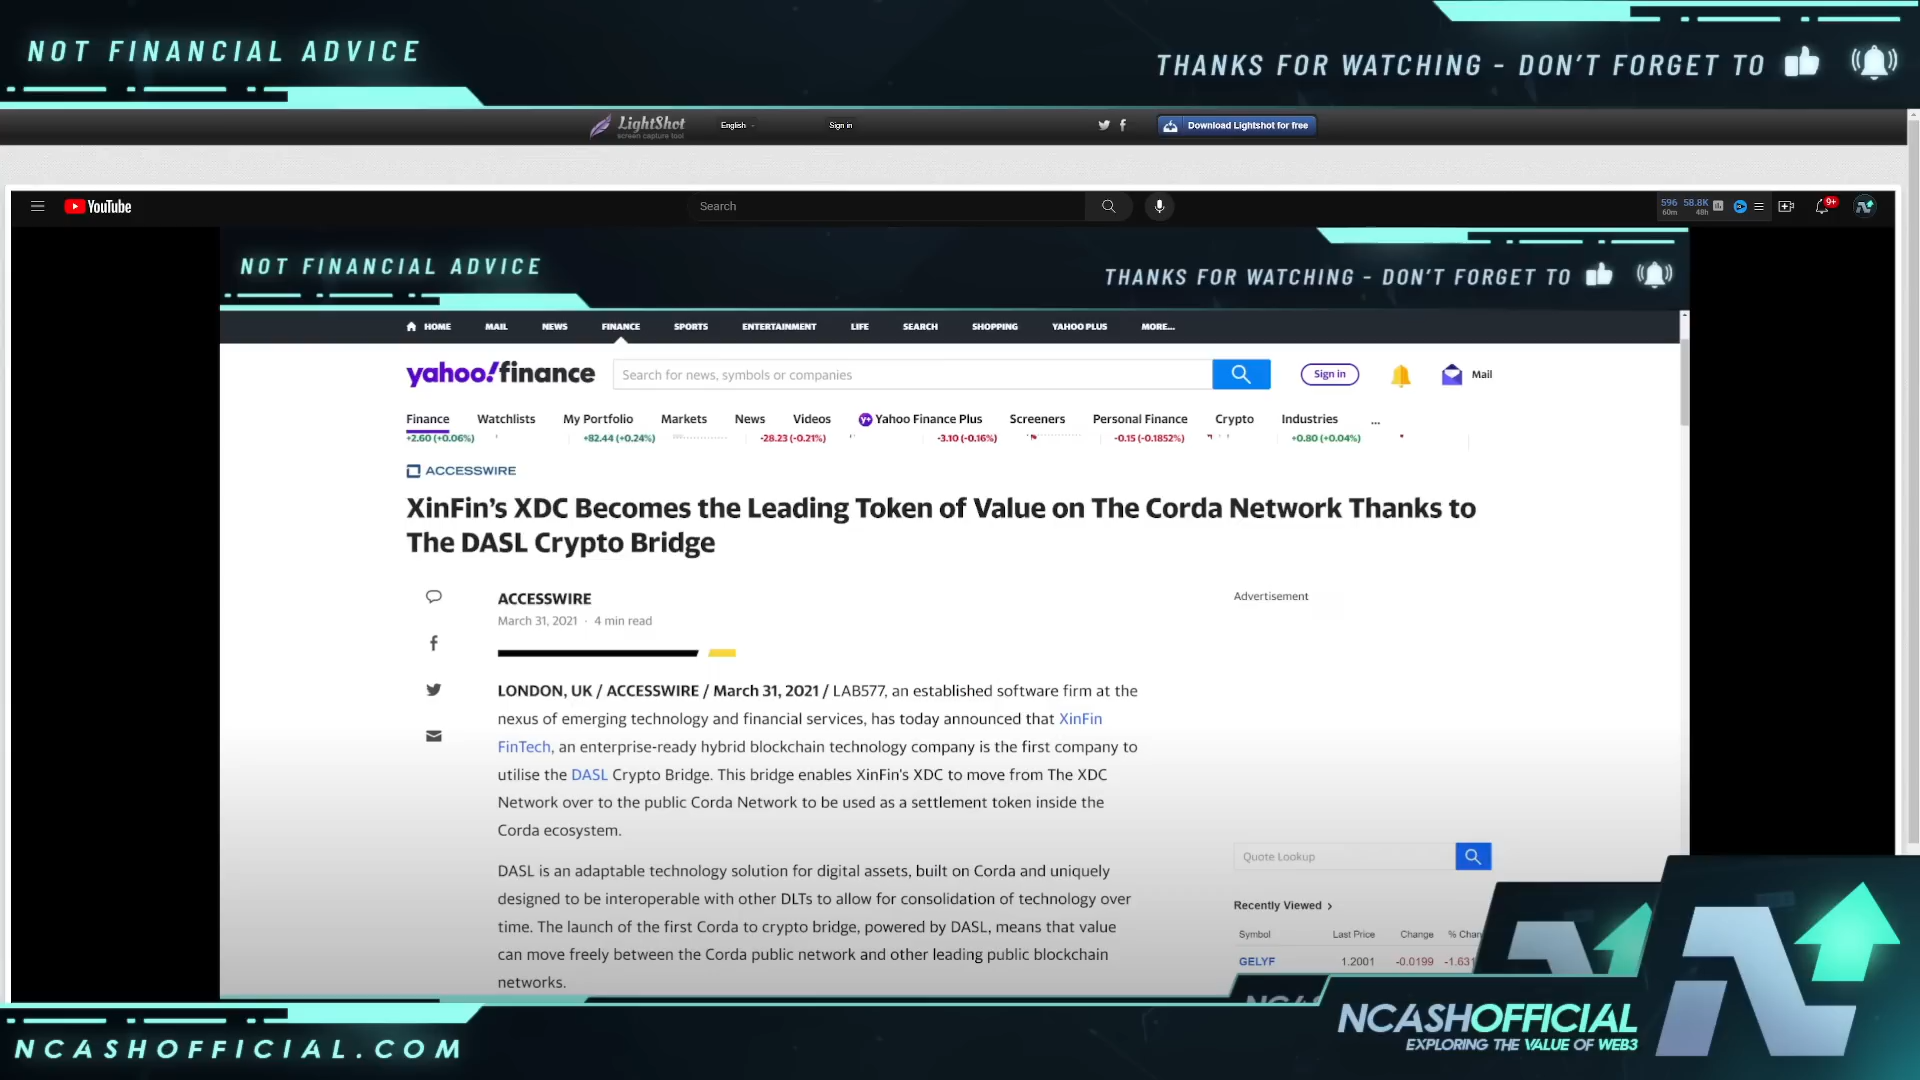 NOT FINANCIAL ADVICE
THANKS FOR WATCHING - DON'T FORGET TO
LightShot
screen capture tool
English
Sign in
Download Lightshot for free
YouTube
Search
596 58.8K
60m 48h
9+
NOT FINANCIAL ADVICE
THANKS FOR WATCHING - DON'T FORGET TO
HOME MAIL NEWS FINANCE SPORTS ENTERTAINMENT LIFE SEARCH SHOPPING YAHOO PLUS MORE...
yahoo!finance
Search for news, symbols or companies
Sign in
Mail
Finance Watchlists My Portfolio Markets News Videos Y+ Yahoo Finance Plus Screeners Personal Finance Crypto Industries ...
+2.60 (+0.06%) +82.44 (+0.24%) -28.23 (-0.21%) -3.10 (-0.16%) -0.15 (-0.1852%) +0.80 (+0.04%)
ACCESSWIRE
XinFin's XDC Becomes the Leading Token of Value on The Corda Network Thanks to
The DASL Crypto Bridge
ACCESSWIRE
March 31, 2021 · 4 min read
Advertisement
LONDON, UK / ACCESSWIRE / March 31, 2021 / LAB577, an established software firm at the
nexus of emerging technology and financial services, has today announced that XinFin
FinTech, an enterprise-ready hybrid blockchain technology company is the first company to
utilise the DASL Crypto Bridge. This bridge enables XinFin's XDC to move from The XDC
Network over to the public Corda Network to be used as a settlement token inside the
Corda ecosystem.
DASL is an adaptable technology solution for digital assets, built on Corda and uniquely
designed to be interoperable with other DLTs to allow for consolidation of technology over
time. The launch of the first Corda to crypto bridge, powered by DASL, means that value
can move freely between the Corda public network and other leading public blockchain
networks.
Quote Lookup
Recently Viewed >
Symbol Last Price Change % Chan
GELYF 1.2001 -0.0199 -1.631
NCASHOFFICIAL
EXPLORING THE VALUE OF WEB3
NCASHOFFICIAL.COM